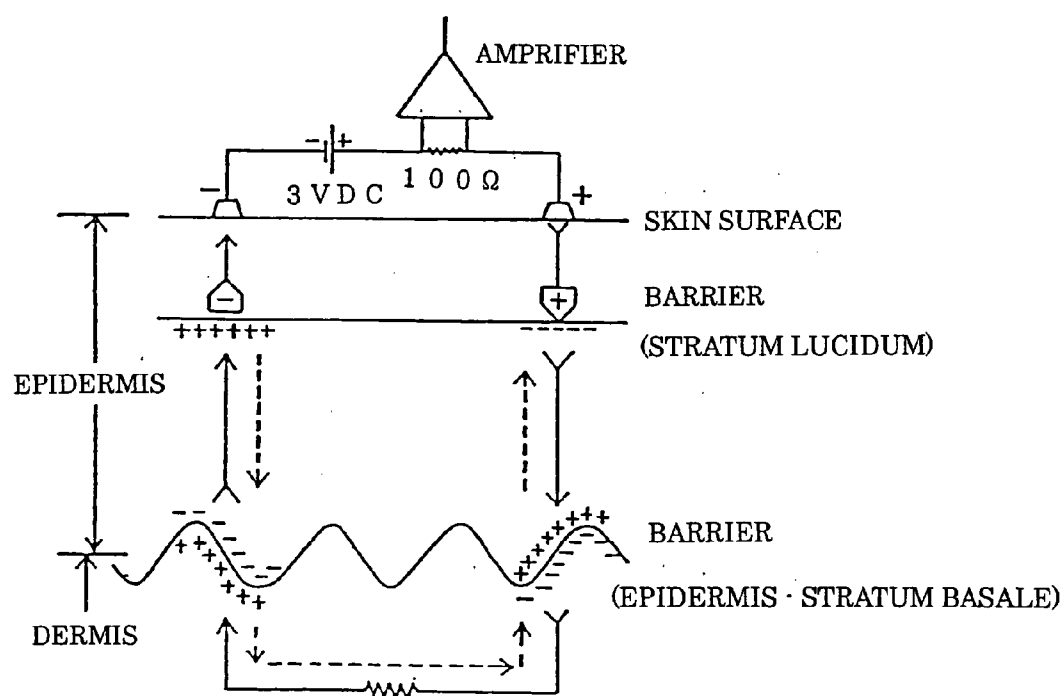 AMPRIFIER
- +
3 V D C
1 0 0 Ω
- +
SKIN SURFACE
- +
BARRIER
(STRATUM LUCIDUM)
++++++ ------
EPIDERMIS
BARRIER
(EPIDERMIS · STRATUM BASALE)
DERMIS